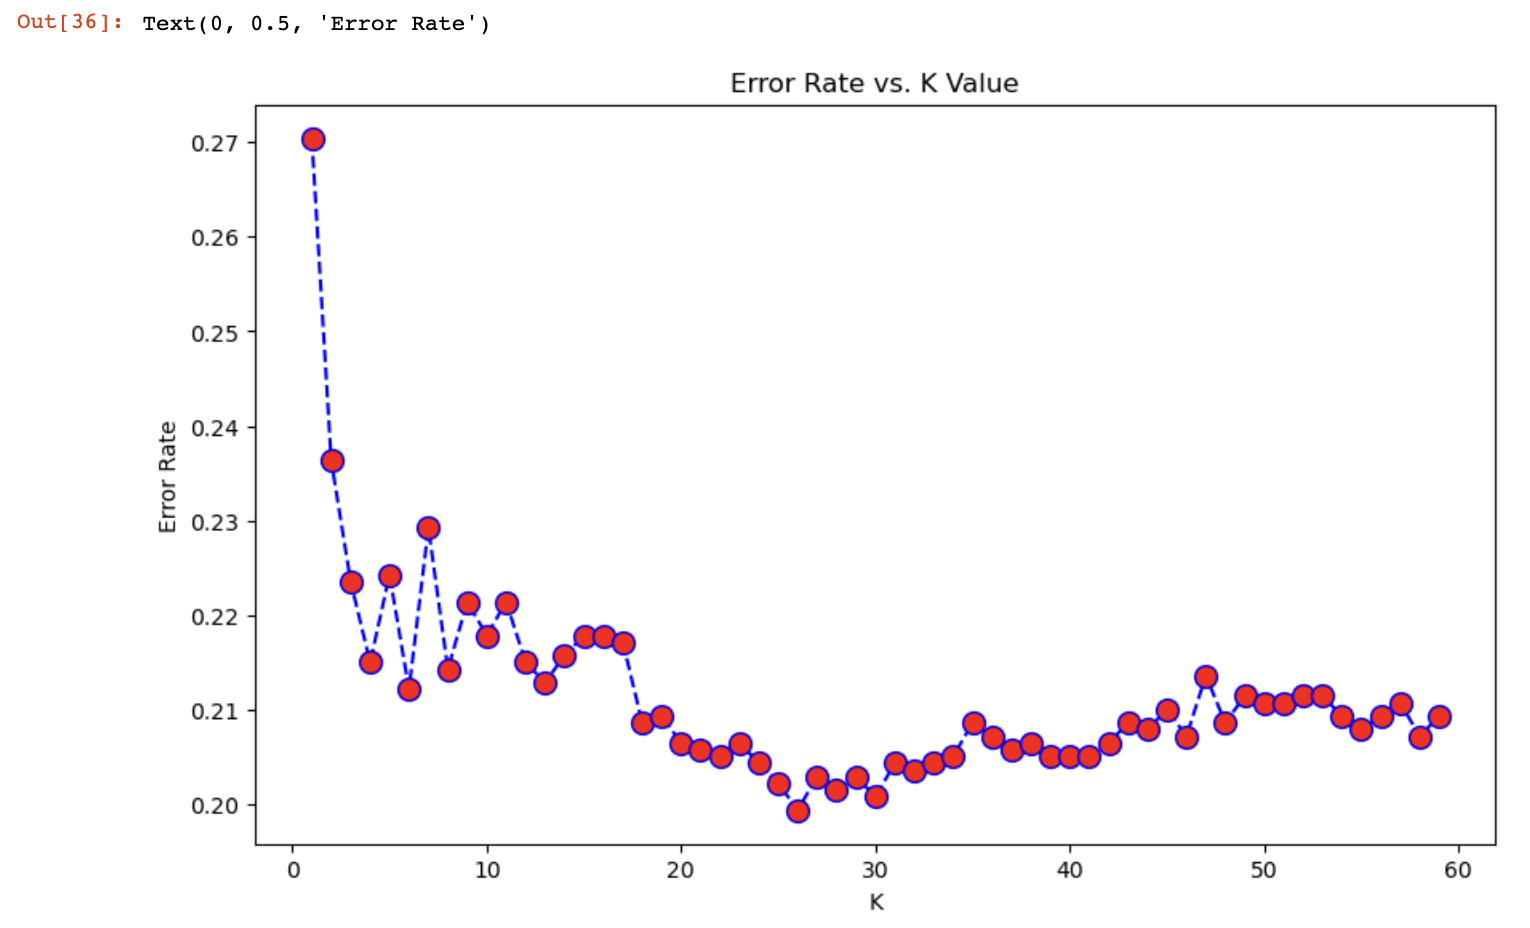 Out[36]: Text(0, 0.5, 'Error Rate')
Error Rate vs. K Value
0.27
0.26
0.25
0.24
0.23
0.22
0.21
0.20
Error Rate
0 10 20 30 40 50 60
K